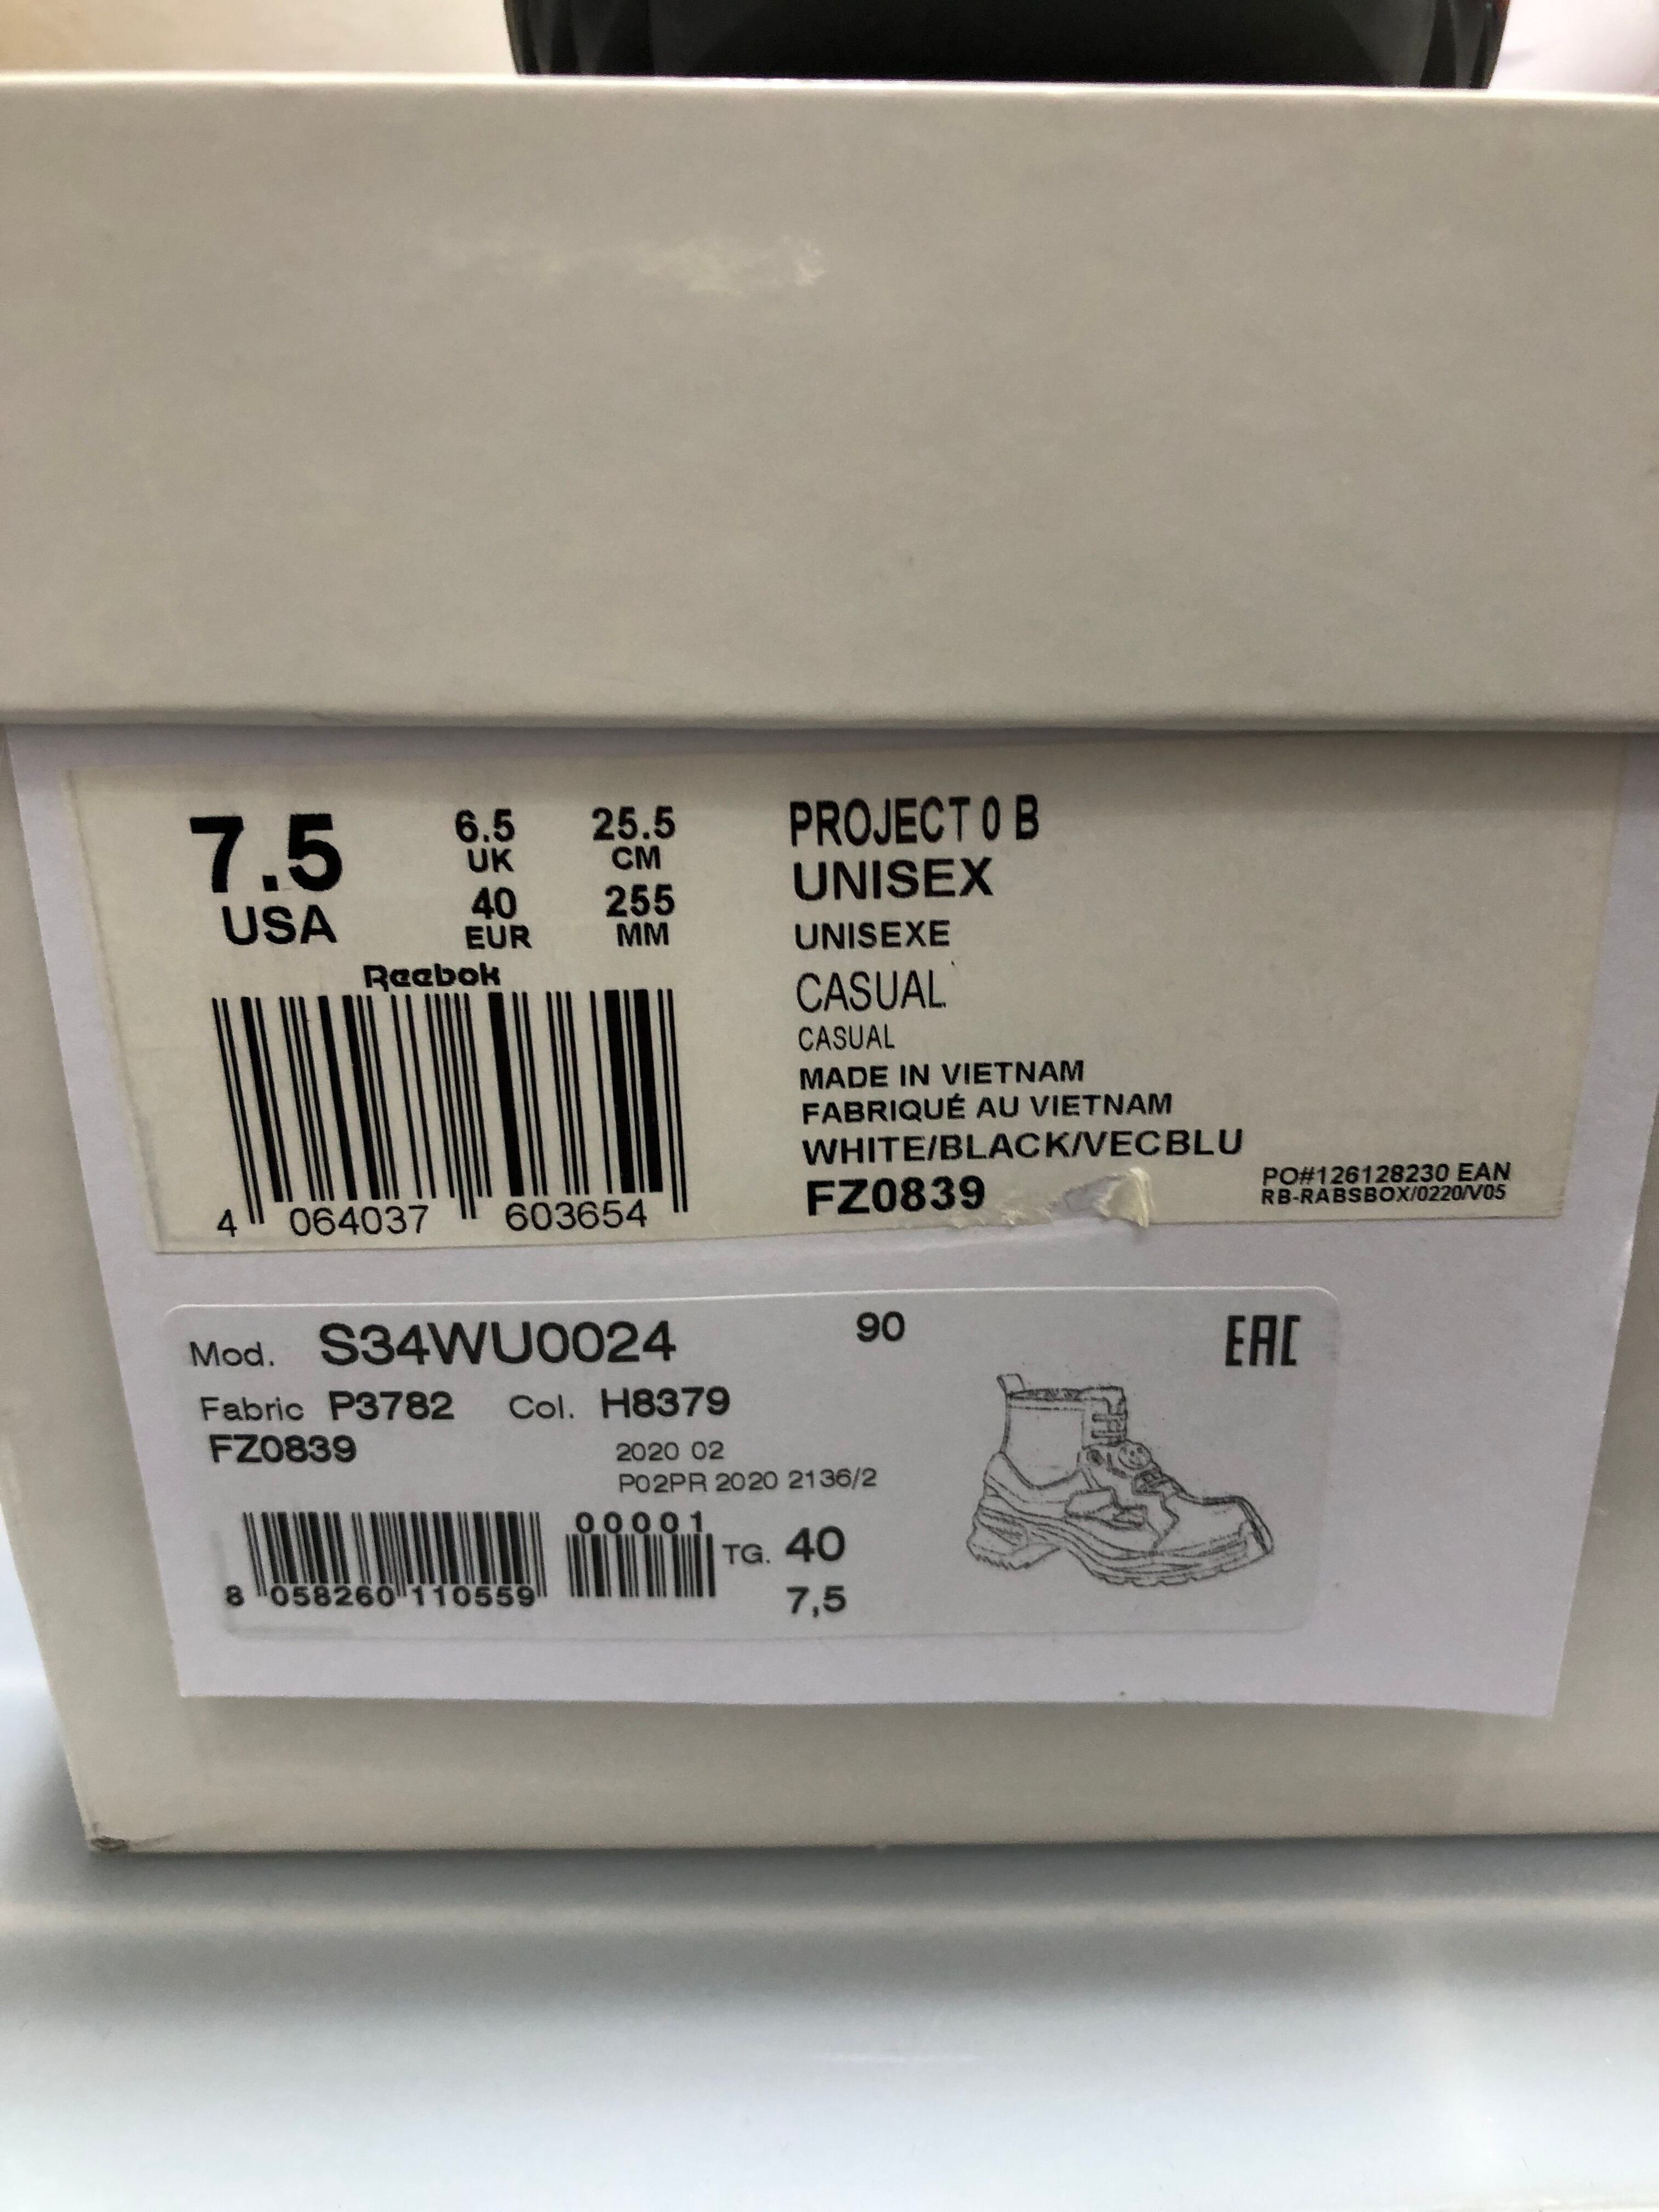 7.5
USA
6.5
UK
40
EUR
25.5
CM
255
MM
Reebok
4 064037 603654
PROJECT 0 B
UNISEX
UNISEXE
CASUAL
CASUAL
MADE IN VIETNAM
FABRIQUÉ AU VIETNAM
WHITE/BLACK/VECBLU
FZ0839
PO#126128230 EAN
RB-RABSBOX/0220/V05
Mod. S34WU0024 90 EAC
Fabric P3782 Col. H8379
FZ0839 2020 02
P02PR 2020 2136/2
00001
8 058260 110559
TG. 40
7,5